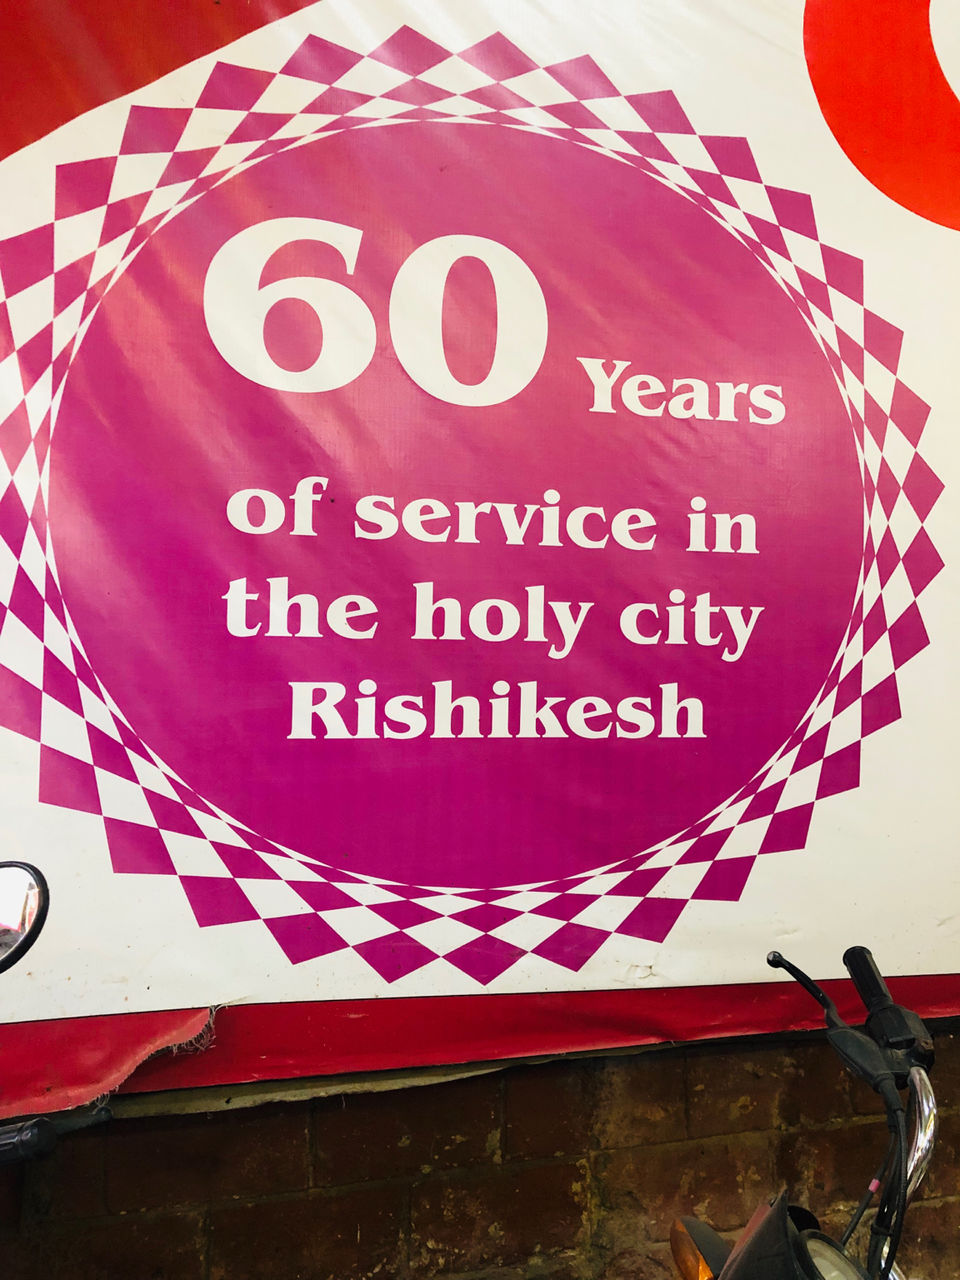 60 Years
of service in
the holy city
Rishikesh